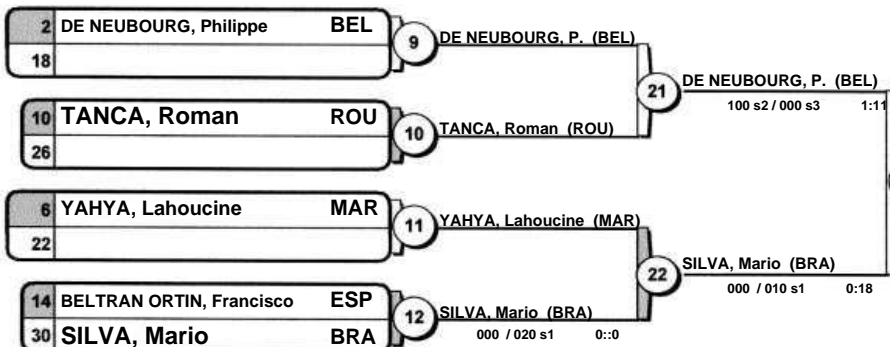 2 DE NEUBOURG, Philippe BEL
18
9
DE NEUBOURG, P. (BEL)
10 TANCA, Roman ROU
26
10
TANCA, Roman (ROU)
21
DE NEUBOURG, P. (BEL)
100 s2 / 000 s3 1:11
6 YAHYA, Lahoucine MAR
22
11
YAHYA, Lahoucine (MAR)
14 BELTRAN ORTIN, Francisco ESP
30 SILVA, Mario BRA
12
SILVA, Mario (BRA)
000 / 020 s1 0::0
22
SILVA, Mario (BRA)
000 / 010 s1 0:18